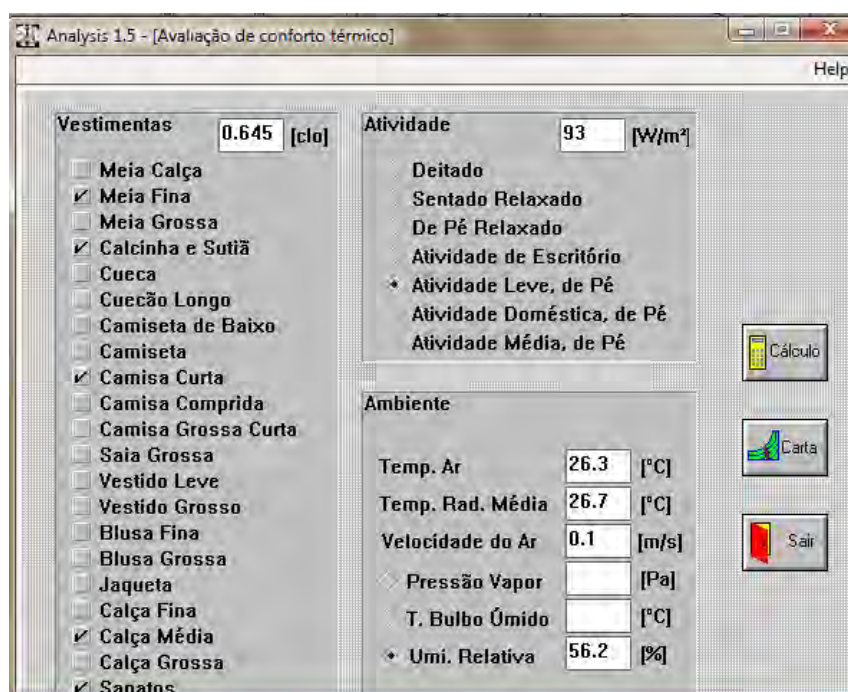 Analysis 1.5 - [Avaliação de conforto térmico]
Help
Vestimentas 0.645 [clo]
Meia Calça
Meia Fina
Meia Grossa
Calcinha e Sutiã
Cueca
Cuecão Longo
Camiseta de Baixo
Camiseta
Camisa Curta
Camisa Comprida
Camisa Grossa Curta
Saia Grossa
Vestido Leve
Vestido Grosso
Blusa Fina
Blusa Grossa
Jaqueta
Calça Fina
Calça Média
Calça Grossa
Sapatos
Atividade 93 [W/m²]
Deitado
Sentado Relaxado
De Pé Relaxado
Atividade de Escritório
Atividade Leve, de Pé
Atividade Doméstica, de Pé
Atividade Média, de Pé
Ambiente
Temp. Ar 26.3 [°C]
Temp. Rad. Média 26.7 [°C]
Velocidade do Ar 0.1 [m/s]
Pressão Vapor [Pa]
T. Bulbo Úmido [°C]
Umi. Relativa 56.2 [%]
Cálculo
Carta
Sair